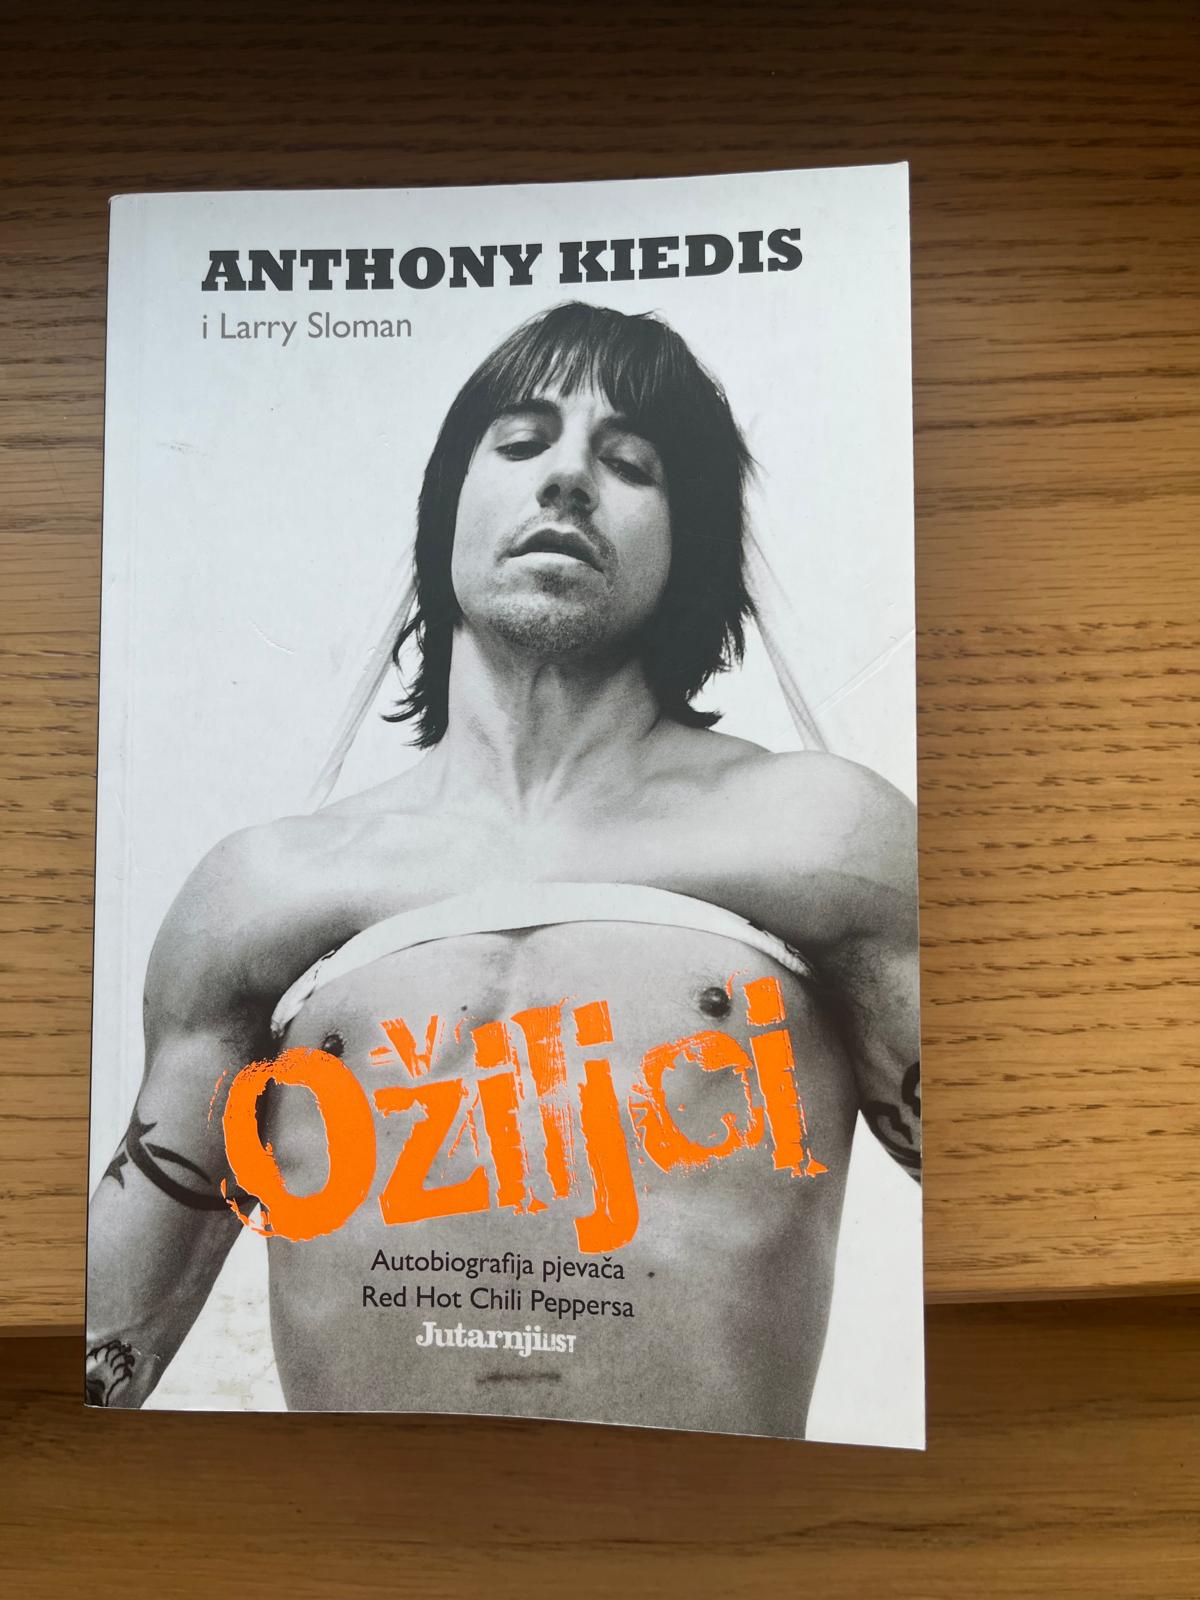 ANTHONY KIEDIS
i Larry Sloman
Ožiljci
Autobiografija pjevača
Red Hot Chili Peppersa
Jutarnji LIST